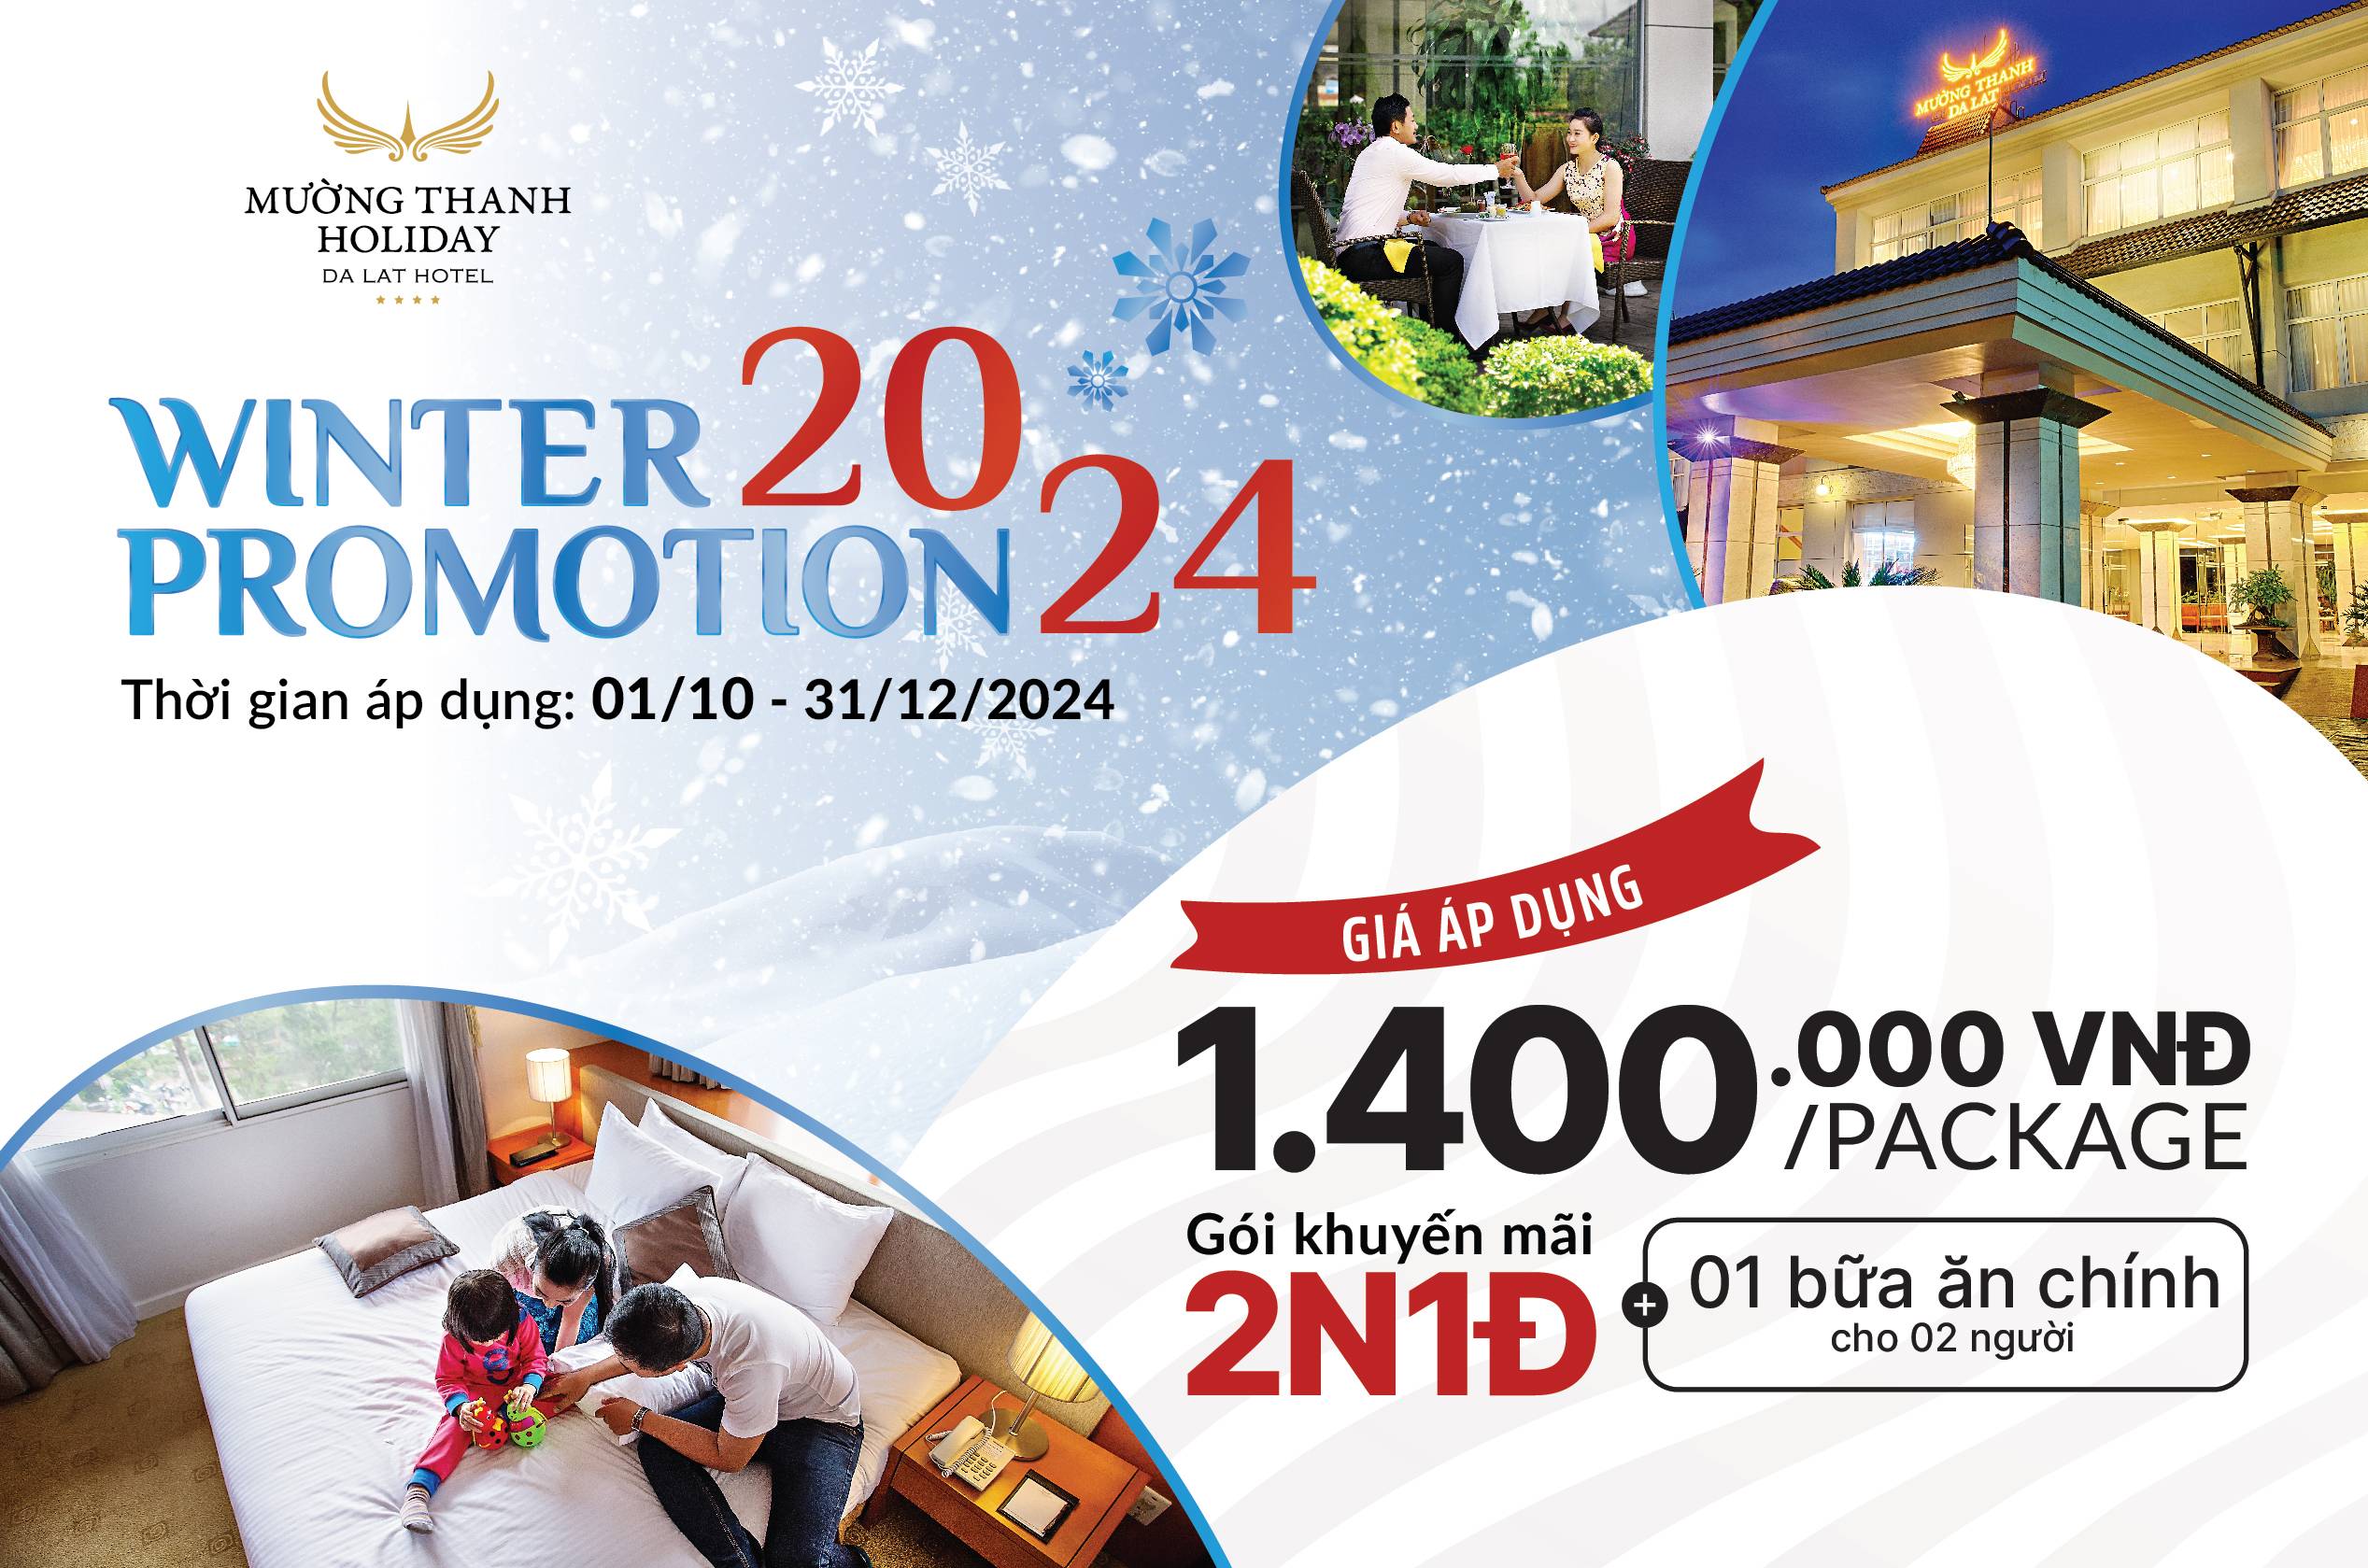 MƯỜNG THANH
HOLIDAY
DA LAT HOTEL
WINTER 2024
PROMOTION
Thời gian áp dụng: 01/10 - 31/12/2024
MƯỜNG THANH
DA LAT
GIÁ ÁP DỤNG
1.400.000 VNĐ
/PACKAGE
Gói khuyến mãi
2N1Đ
+ 01 bữa ăn chính
cho 02 người